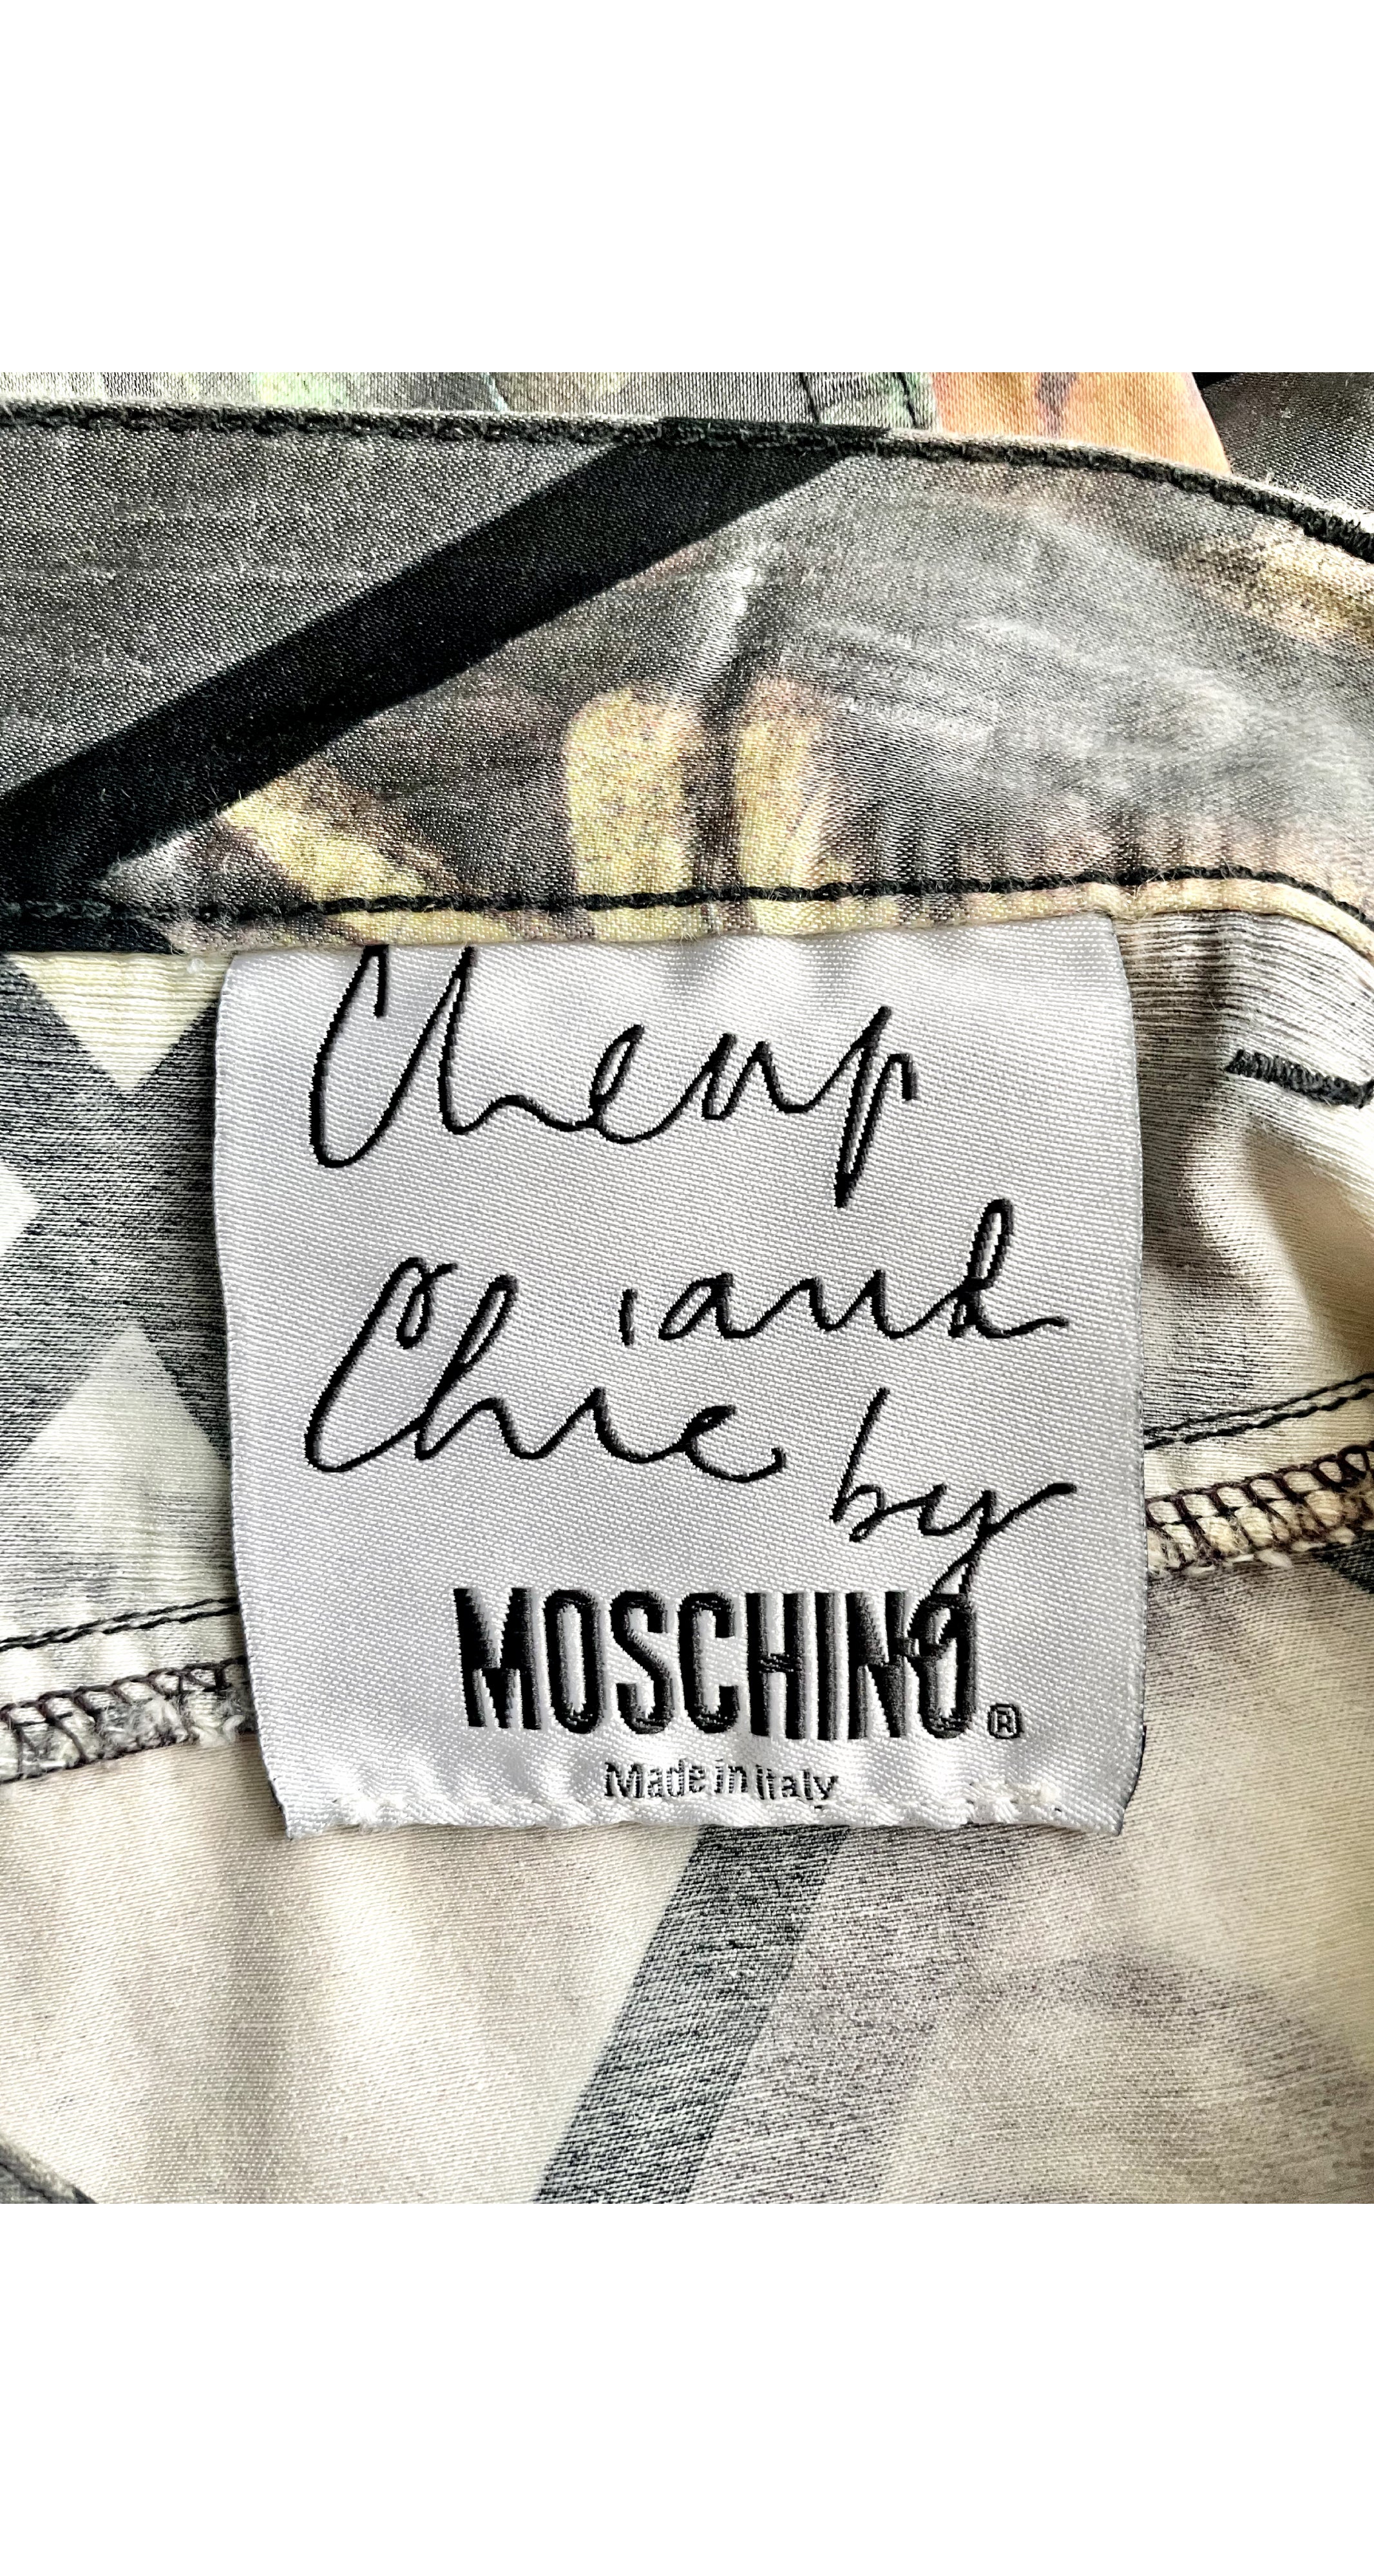 Cheap
and
Chic by
MOSCHINO®
Made in Italy